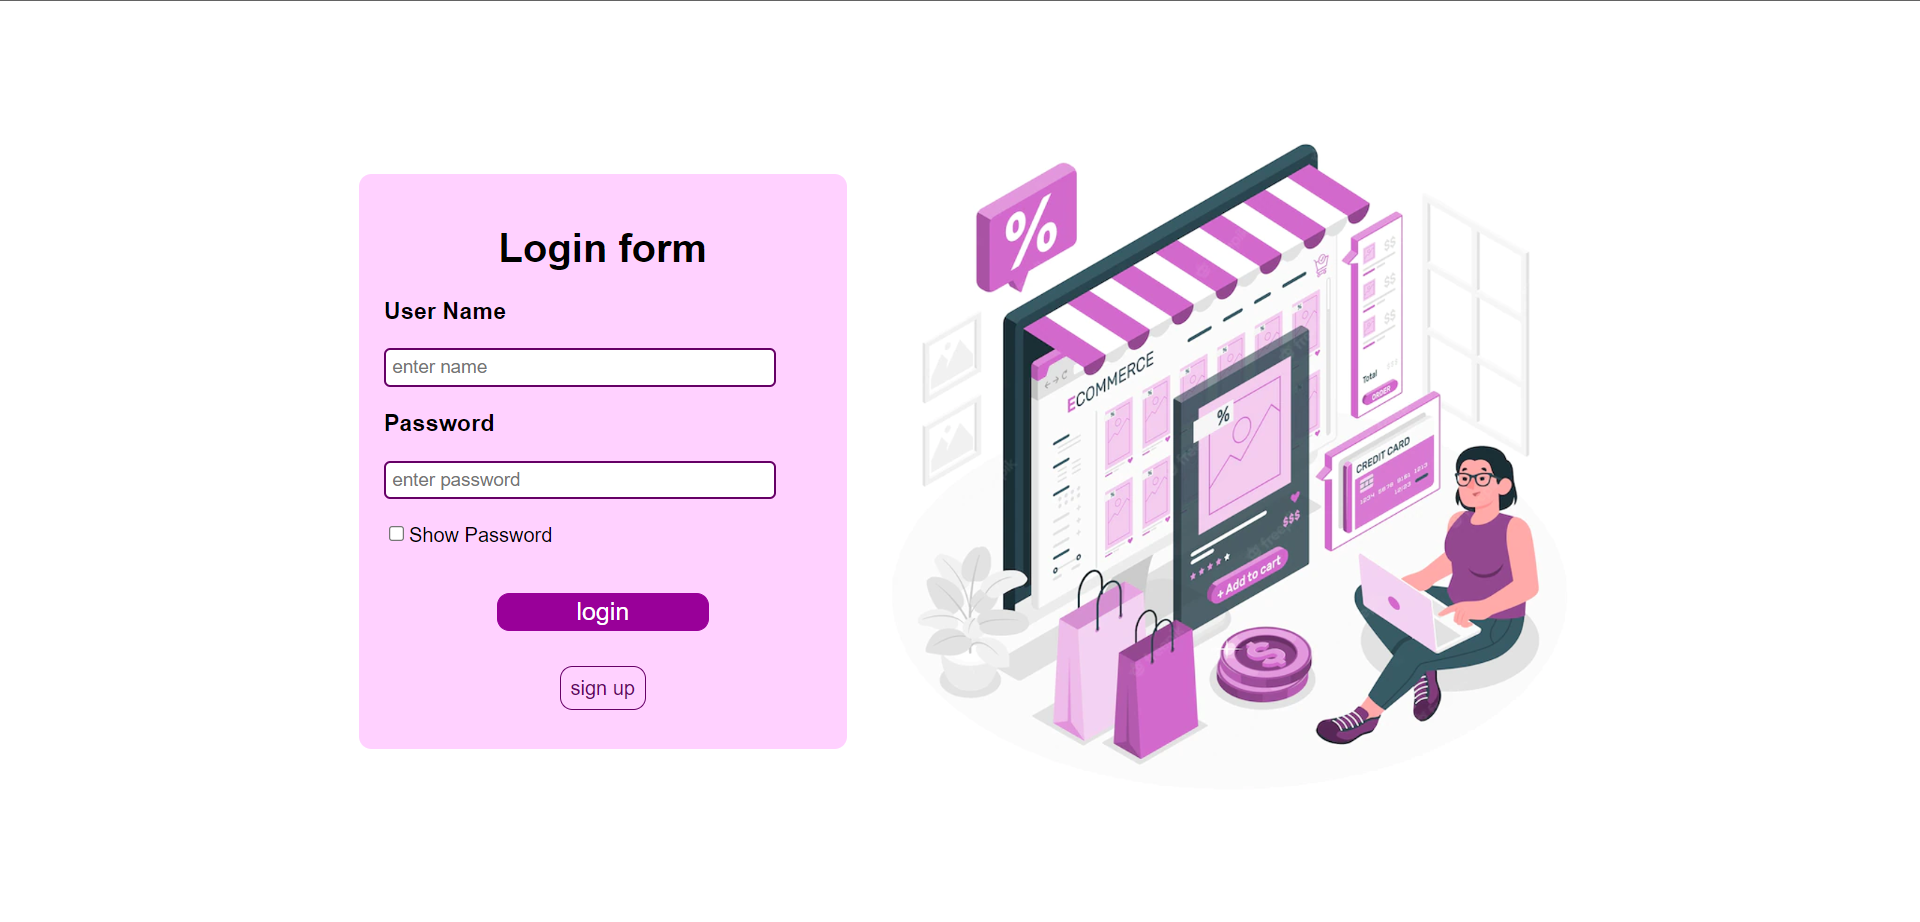 Login form
User Name
enter name
Password
enter password
Show Password
login
sign up
%
ECOMMERCE
%
$$$
+ Add to cart
$$
$$
$$
Total
$$$
ORDER
CREDIT CARD
$